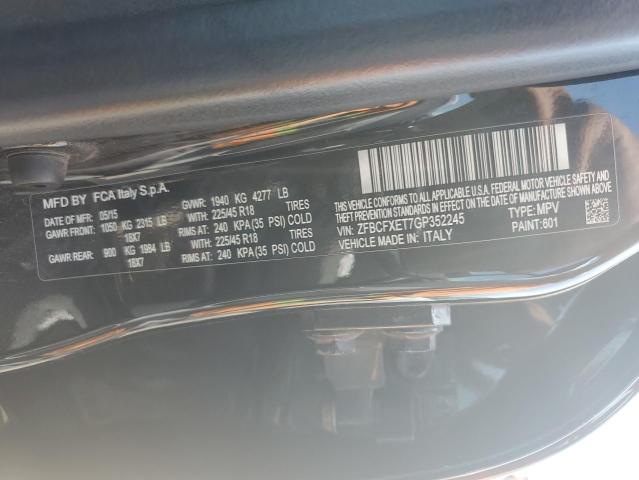 MFD BY FCA Italy S.p.A.
DATE OF MFR: 05/15 GAWR: 1940 KG 4277 LB
GAWR FRONT: 1050 KG 2315 LB WITH: 225/45 R18 TIRES
18X7 RIMS AT: 240 KPA (35 PSI) COLD
GAWR REAR: 900 KG 1984 LB WITH: 225/45 R18 TIRES
18X7 RIMS AT: 240 KPA (35 PSI) COLD
THIS VEHICLE CONFORMS TO ALL APPLICABLE U.S.A. FEDERAL MOTOR VEHICLE SAFETY,
BUMPER AND THEFT PREVENTION STANDARDS IN EFFECT ON THE DATE OF MANUFACTURE SHOWN ABOVE.
VIN: ZFBCFXET7GP352245 TYPE: MPV
VEHICLE MADE IN: ITALY PAINT: 601